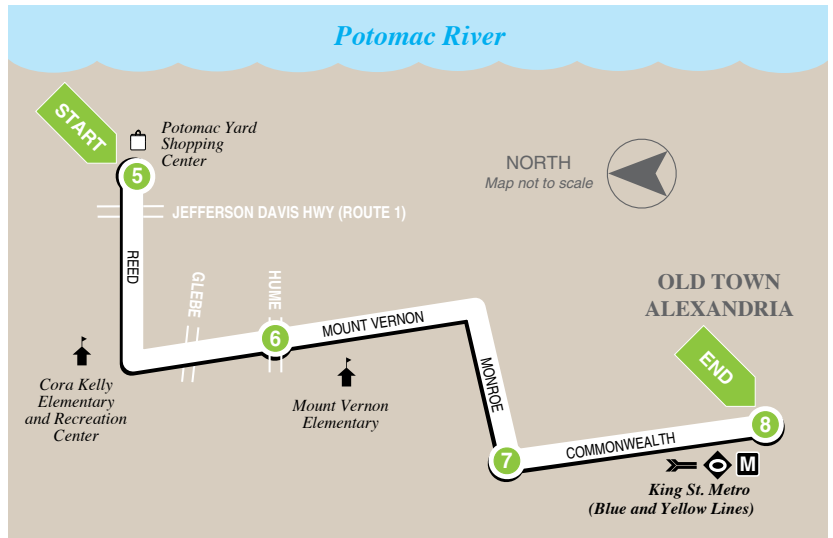 Potomac River
START
Potomac Yard
Shopping
Center
5
NORTH
Map not to scale
JEFFERSON DAVIS HWY (ROUTE 1)
REED
GLEBE
HUME
OLD TOWN
ALEXANDRIA
6
MOUNT VERNON
MONROE
END
Cora Kelly
Elementary
and Recreation
Center
Mount Vernon
Elementary
8
COMMONWEALTH
7
M
King St. Metro
(Blue and Yellow Lines)